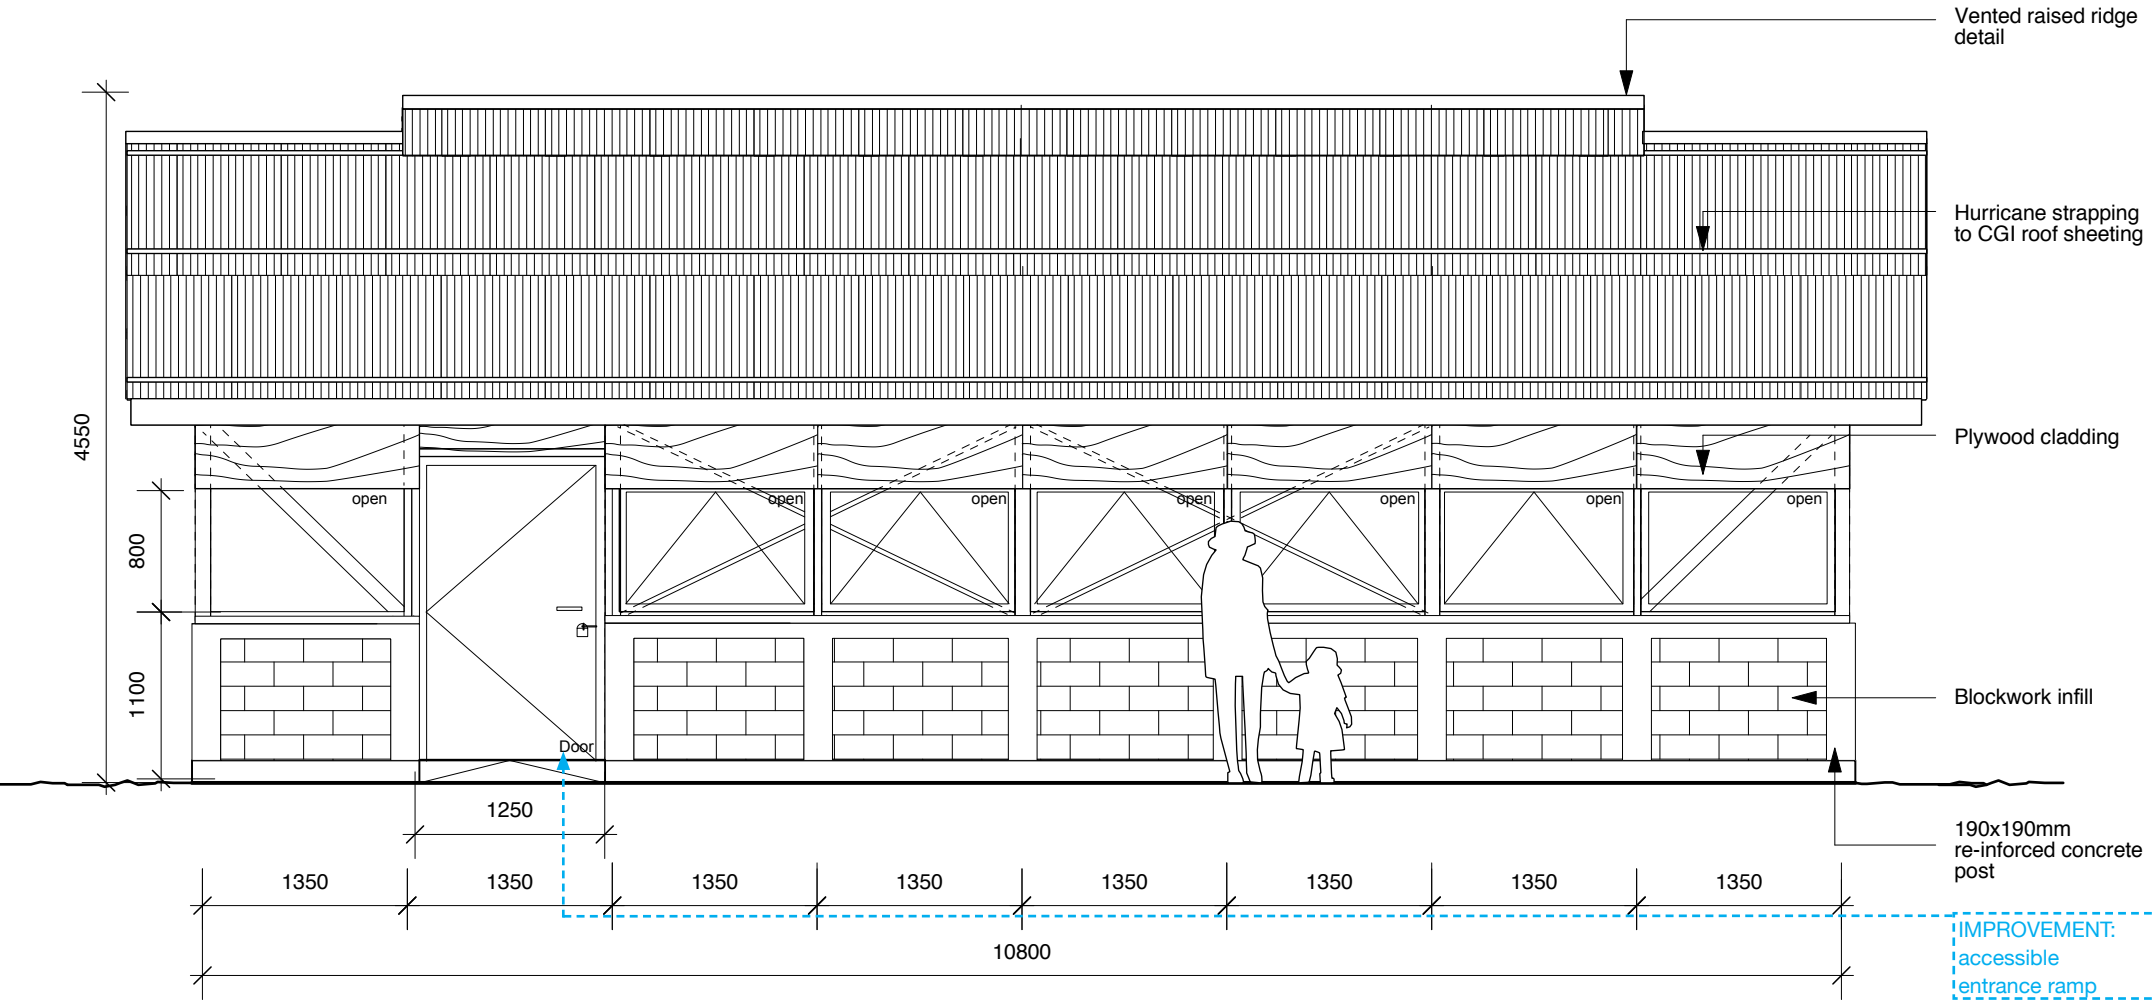 Vented raised ridge
detail
Hurricane strapping
to CGI roof sheeting
4550
Plywood cladding
open
open
open
open
open
open
open
800
1100
Blockwork infill
Door
1250
190x190mm
re-inforced concrete
post
1350
1350
1350
1350
1350
1350
1350
1350
10800
IMPROVEMENT:
accessible
entrance ramp